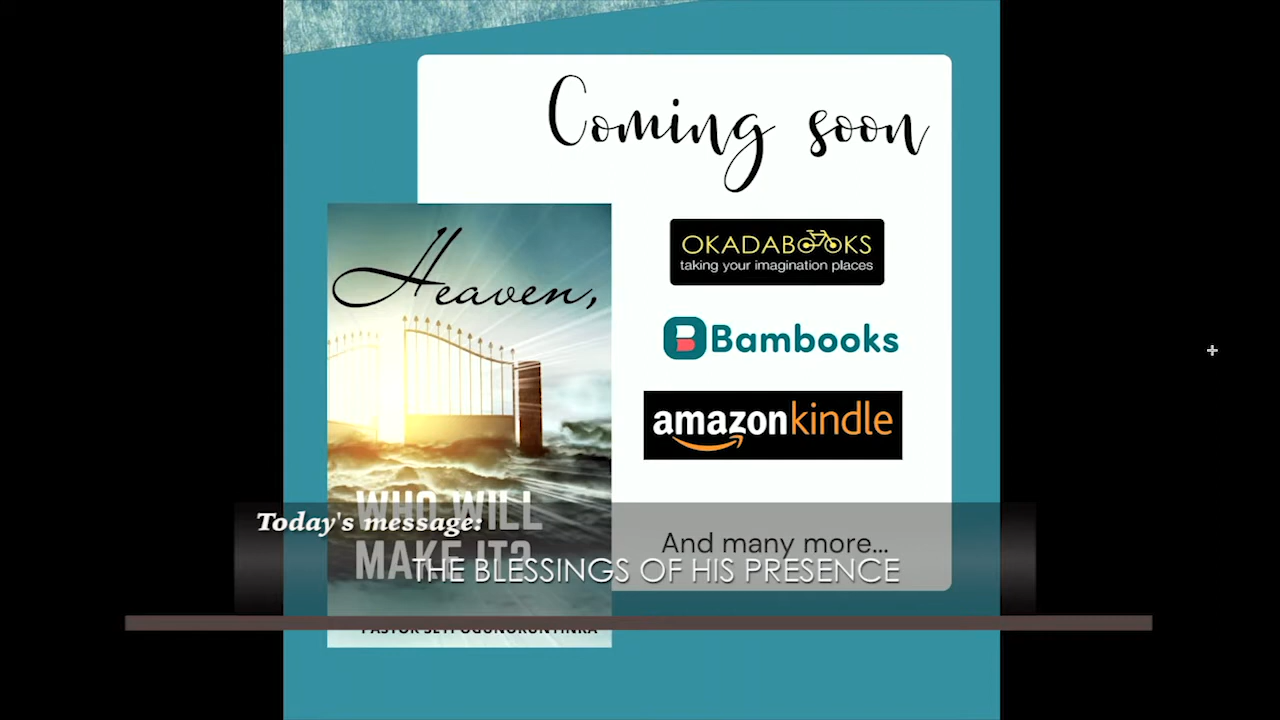 Coming soon
Heaven,
OKADABOOKS
taking your imagination places
Bambooks
amazonkindle
WHO WILL
MAKE IT?
And many more...
Today's message:
THE BLESSINGS OF HIS PRESENCE
PASTOR